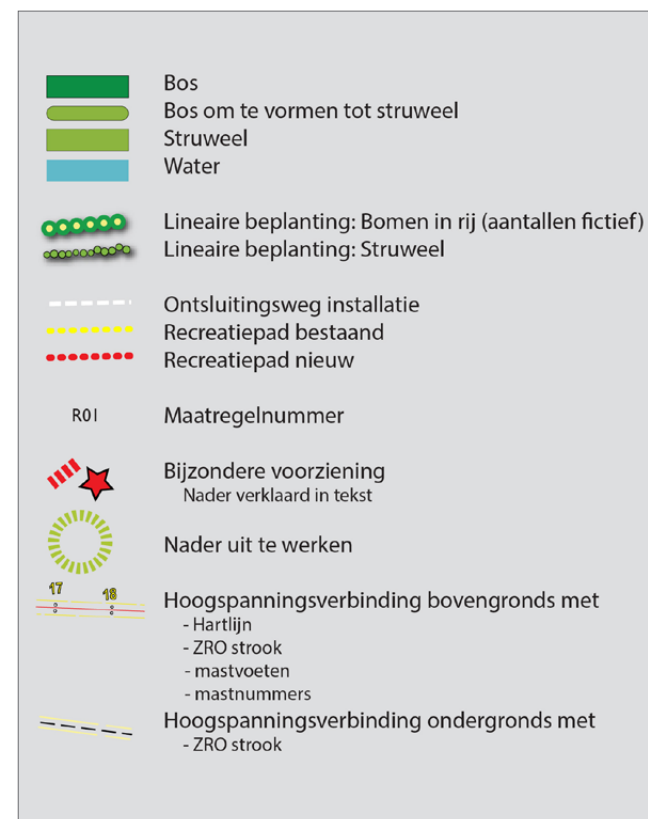 Bos
Bos om te vormen tot struweel
Struweel
Water
Lineaire beplanting: Bomen in rij (aantallen fictief)
Lineaire beplanting: Struweel
Ontsluitingsweg installatie
Recreatiepad bestaand
Recreatiepad nieuw
R01 Maatregelnummer
Bijzondere voorziening
Nader verklaard in tekst
Nader uit te werken
17 18
Hoogspanningsverbinding bovengronds met
- Hartlijn
- ZRO strook
- mastvoeten
- mastnummers
Hoogspanningsverbinding ondergronds met
- ZRO strook